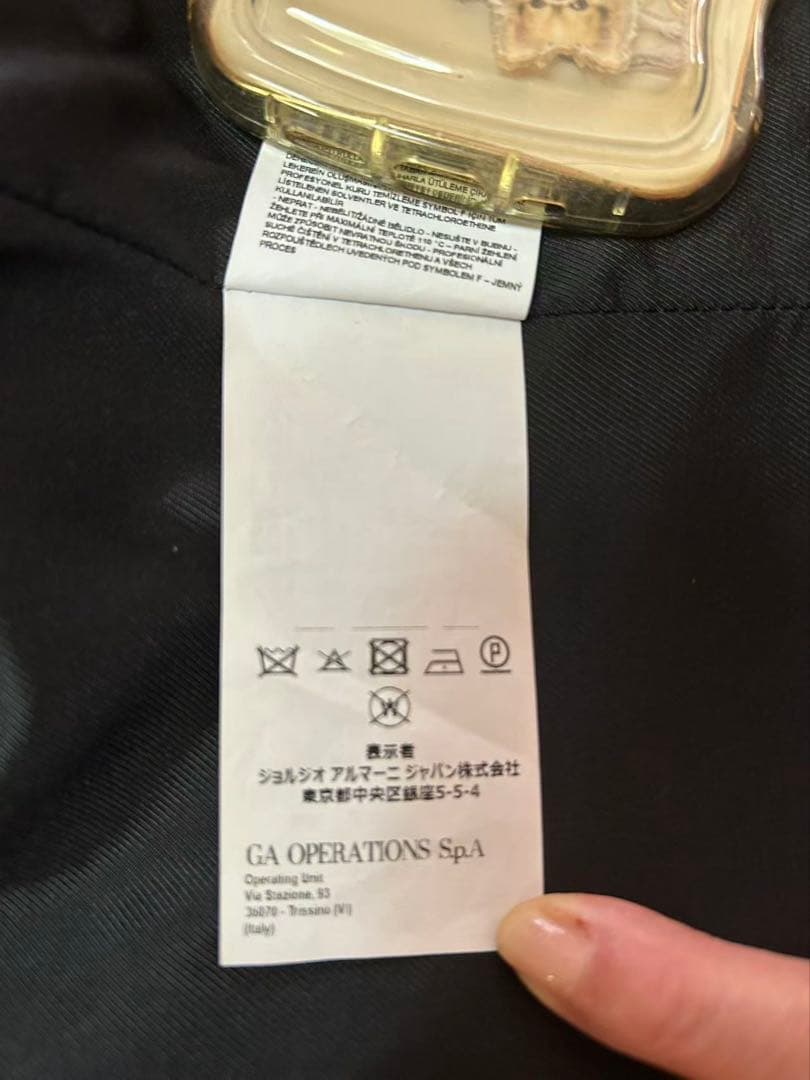 HARLA ÜTÜLEME ÇIKA
LEKEREİN OLUŞMAS
PROFESYONEL KURU TEMİZLEME SYMBOL F İÇİN TÜM
LİSTELENEN SOLVENTLER VE TETRACHLOROETHENE
KULLANILABİLİR
- NEPRAT - NEBĚLIT/ŽÁDNÉ BĚLIDLO - NESUŠTE V BUBNU -
ŽEHLETE PŘI MAXIMÁLNÍ TEPLOTĚ 110 °C – PARNÍ ŽEHLENÍ
MŮŽE ZPŮSOBIT NEVRATNOU ŠKODU - PROFESIONÁLNÍ
SUCHÉ ČIŠTĚNÍ V TETRACHLORETHENU A VŠECH
ROZPOUŠTĚDLECH UVEDENÝCH POD SYMBOLEM F – JEMNÝ
PROCES
P
W
表示者
ジョルジオ アルマーニ ジャパン株式会社
東京都中央区銀座5-5-4
GA OPERATIONS S.p.A
Operating Unit
Via Stazione, 93
36070 - Trissino (VI)
(Italy)